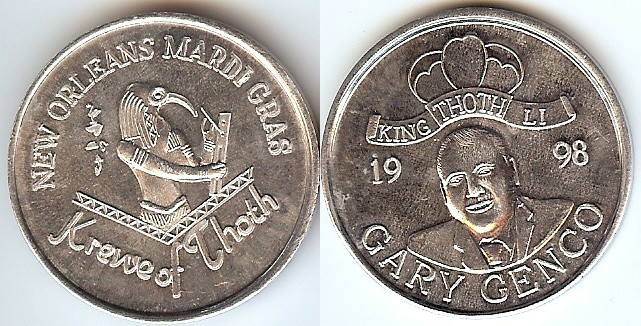 NEW ORLEANS MARDI GRAS
Krewe of Thoth
KING THOTH LI
19 98
GARY GENCO